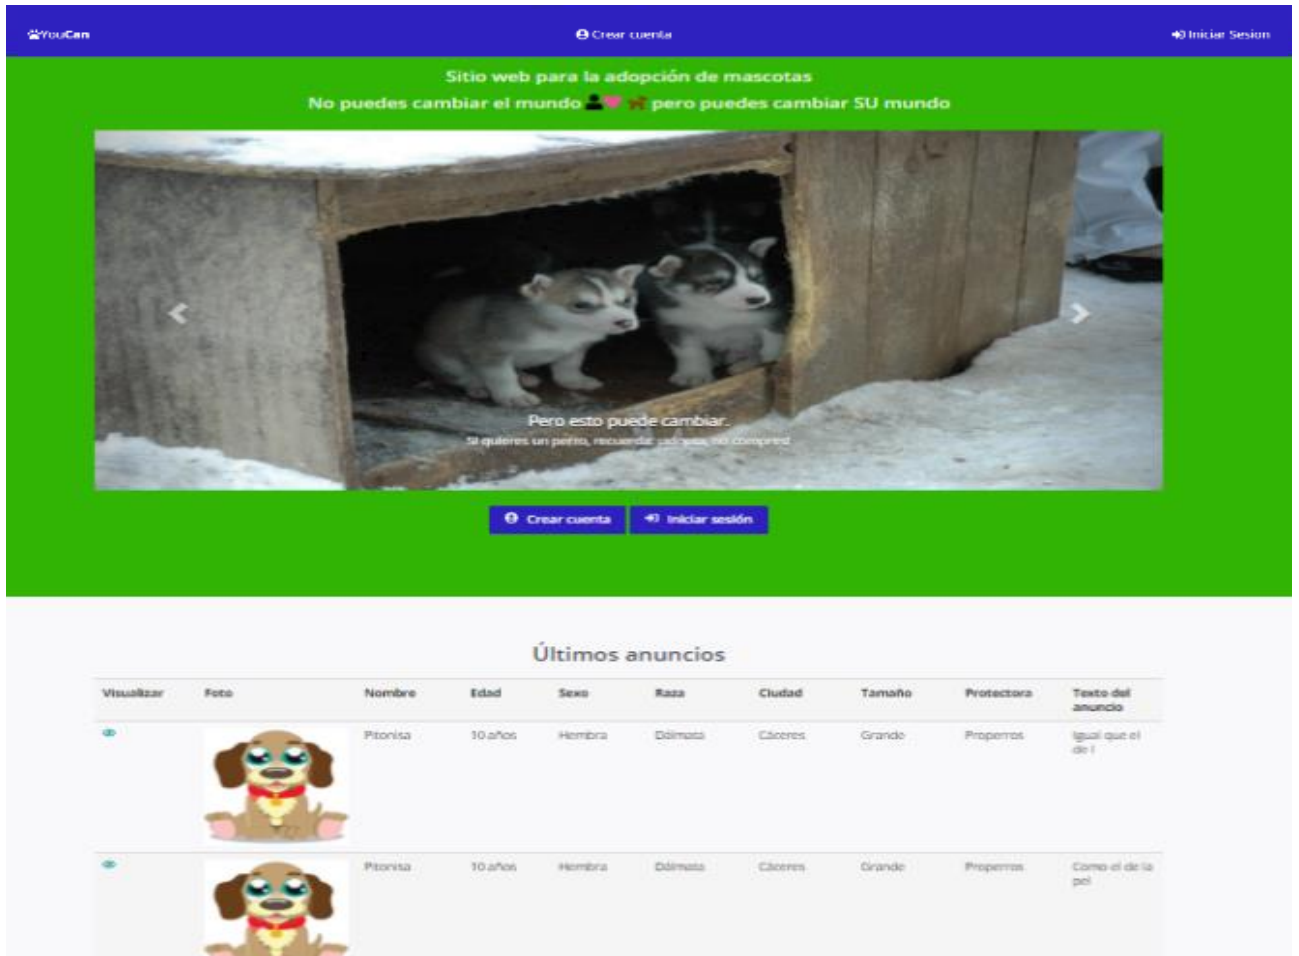 YouCan
Crear cuenta
Iniciar Sesion
Sitio web para la adopción de mascotas
No puedes cambiar el mundo pero puedes cambiar SU mundo
Pero esto puede cambiar.
Si quieres un perro, recuerda: ¡adopta, no compres!
Crear cuenta
Iniciar sesión
Últimos anuncios
Visualizar Foto Nombre Edad Sexo Raza Ciudad Tamaño Protectora Texto del
anuncio
Pitonisa 10 años Hembra Dálmata Cáceres Grande Properros Igual que el
de l
Pitonisa 10 años Hembra Dálmata Cáceres Grande Properros Como el de la
pel